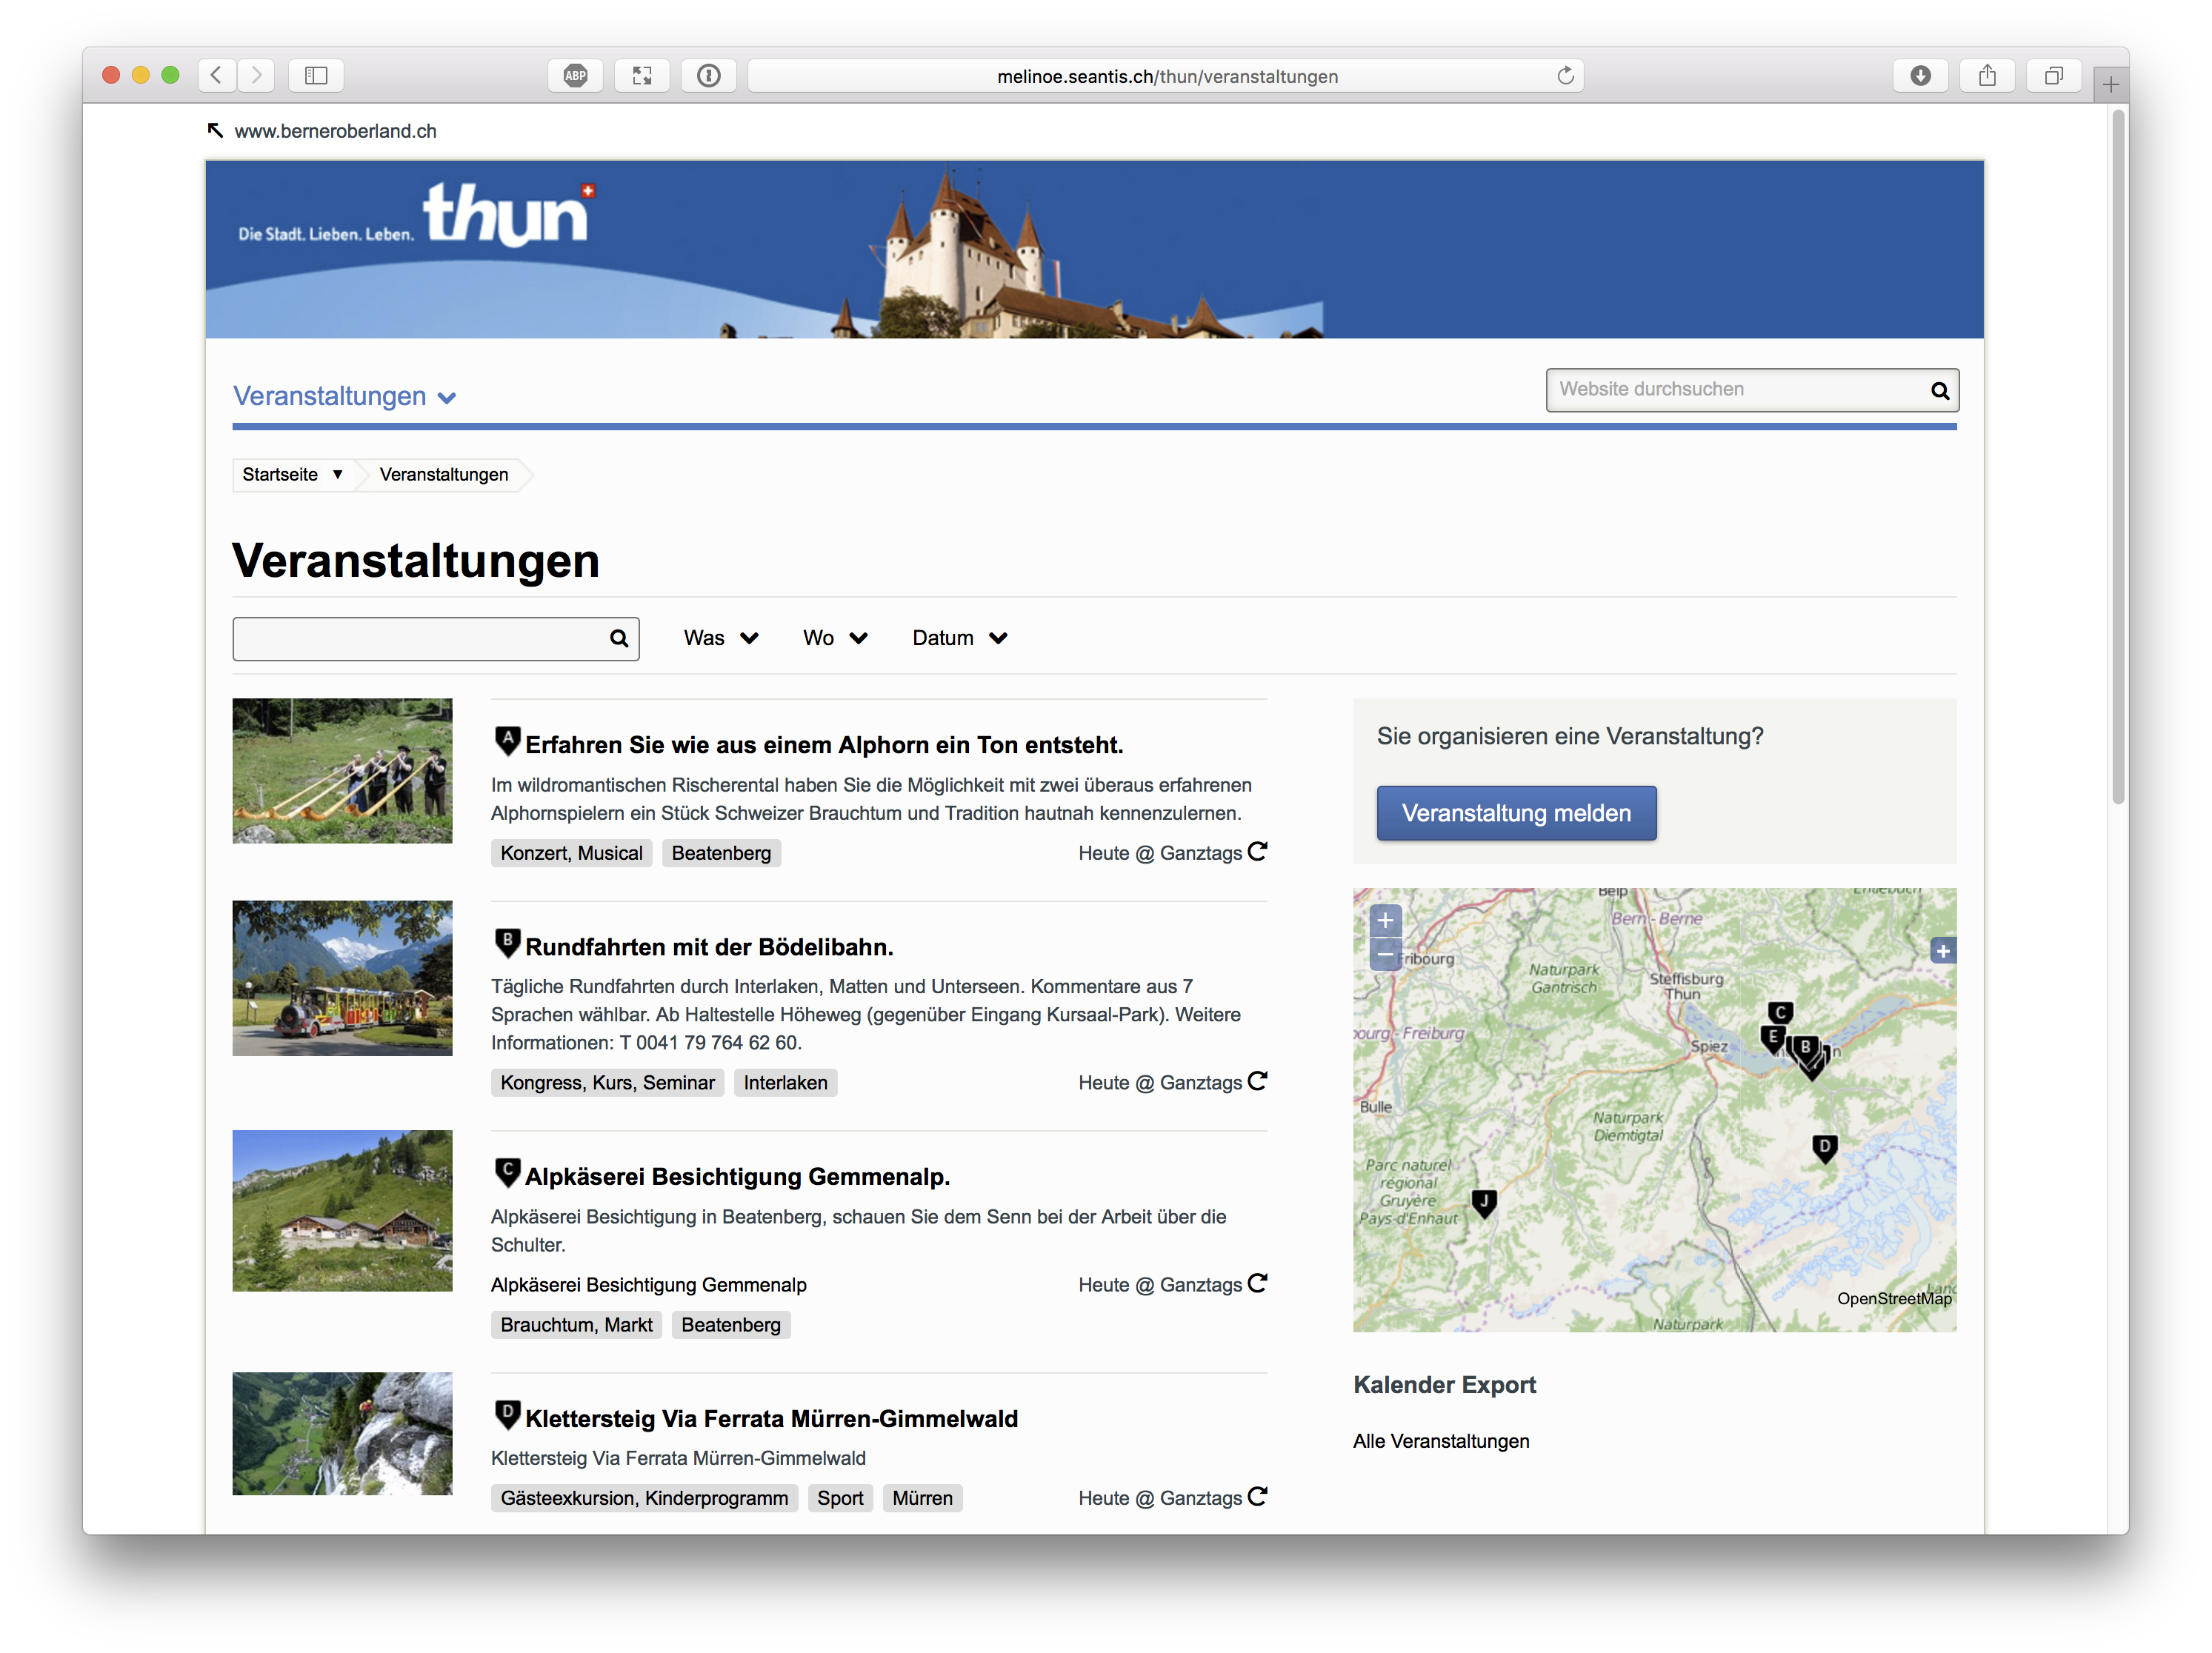 ABP
melinoe.seantis.ch/thun/veranstaltungen
www.berneroberland.ch
Die Stadt. Lieben. Leben. thun
Veranstaltungen
Website durchsuchen
Startseite ▼ Veranstaltungen
Veranstaltungen
Was Wo Datum
A Erfahren Sie wie aus einem Alphorn ein Ton entsteht.
Im wildromantischen Rischerental haben Sie die Möglichkeit mit zwei überaus erfahrenen
Alphornspielern ein Stück Schweizer Brauchtum und Tradition hautnah kennenzulernen.
Konzert, Musical Beatenberg Heute @ Ganztags
B Rundfahrten mit der Bödelibahn.
Tägliche Rundfahrten durch Interlaken, Matten und Unterseen. Kommentare aus 7
Sprachen wählbar. Ab Haltestelle Höheweg (gegenüber Eingang Kursaal-Park). Weitere
Informationen: T 0041 79 764 62 60.
Kongress, Kurs, Seminar Interlaken Heute @ Ganztags
C Alpkäserei Besichtigung Gemmenalp.
Alpkäserei Besichtigung in Beatenberg, schauen Sie dem Senn bei der Arbeit über die
Schulter.
Alpkäserei Besichtigung Gemmenalp Heute @ Ganztags
Brauchtum, Markt Beatenberg
D Klettersteig Via Ferrata Mürren-Gimmelwald
Klettersteig Via Ferrata Mürren-Gimmelwald
Gästeexkursion, Kinderprogramm Sport Mürren Heute @ Ganztags
Sie organisieren eine Veranstaltung?
Veranstaltung melden
Belp
Entlebuch
Bern - Berne
+
−
Fribourg
+
Naturpark
Gantrisch
Steffisburg
Thun
C
E
B
bourg - Freiburg
Spiez
Bulle
Naturpark
Diemtigtal
D
Parc naturel
régional
Gruyère
Pays-d'Enhaut
J
OpenStreetMap
Naturpark
Kalender Export
Alle Veranstaltungen